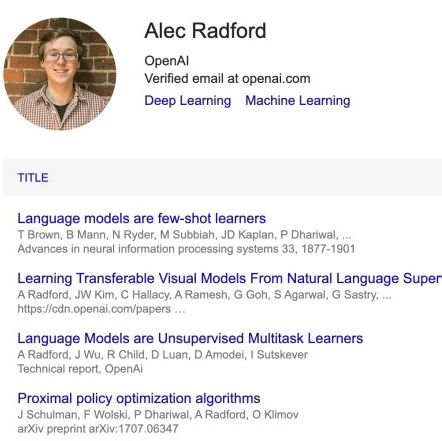 Alec Radford
OpenAI
Verified email at openai.com
Deep Learning Machine Learning
TITLE
Language models are few-shot learners
T Brown, B Mann, N Ryder, M Subbiah, JD Kaplan, P Dhariwal, ...
Advances in neural information processing systems 33, 1877-1901
Learning Transferable Visual Models From Natural Language Super
A Radford, JW Kim, C Hallacy, A Ramesh, G Goh, S Agarwal, G Sastry, ...
https://cdn.openai.com/papers …
Language Models are Unsupervised Multitask Learners
A Radford, J Wu, R Child, D Luan, D Amodei, I Sutskever
Technical report, OpenAi
Proximal policy optimization algorithms
J Schulman, F Wolski, P Dhariwal, A Radford, O Klimov
arXiv preprint arXiv:1707.06347